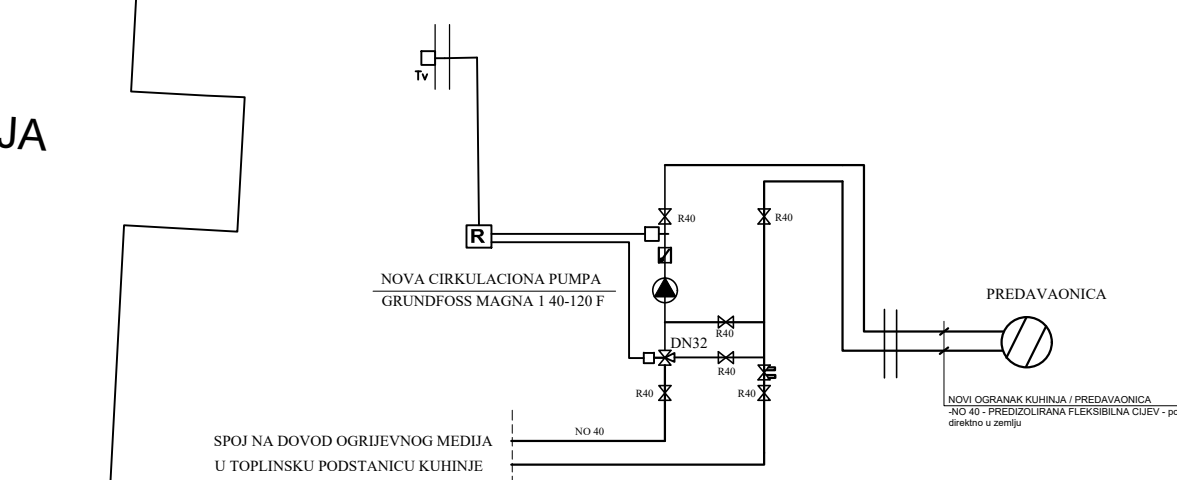 JA
Tv
R
R40
R40
NOVA CIRKULACIONA PUMPA
GRUNDFOSS MAGNA 1 40-120 F
PREDAVAONICA
R40
DN32
R40
R40
R40
NOVI OGRANAK KUHINJA / PREDAVAONICA
-NO 40 - PREDIZOLIRANA FLEKSIBILNA CIJEV - po
direktno u zemlju
NO 40
SPOJ NA DOVOD OGRIJEVNOG MEDIJA
U TOPLINSKU PODSTANICU KUHINJE